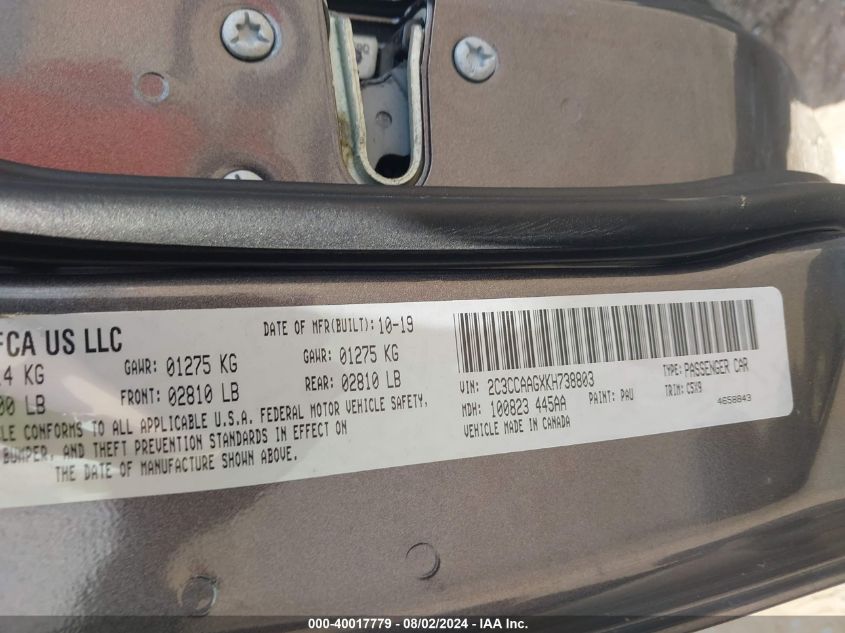 FCA US LLC
DATE OF MFR(BUILT): 10-19
4 KG GAWR: 01275 KG GAWR: 01275 KG
00 LB FRONT: 02810 LB REAR: 02810 LB
LE CONFORMS TO ALL APPLICABLE U.S.A. FEDERAL MOTOR VEHICLE SAFETY,
BUMPER, AND THEFT PREVENTION STANDARDS IN EFFECT ON
THE DATE OF MANUFACTURE SHOWN ABOVE.
VIN: 2C3CCAAGXKH738803 TYPE: PASSENGER CAR
MDH: 100823 445AA PAINT: PAU TRIM: C5X9
VEHICLE MADE IN CANADA 4658843
000-40017779 - 08/02/2024 - IAA Inc.